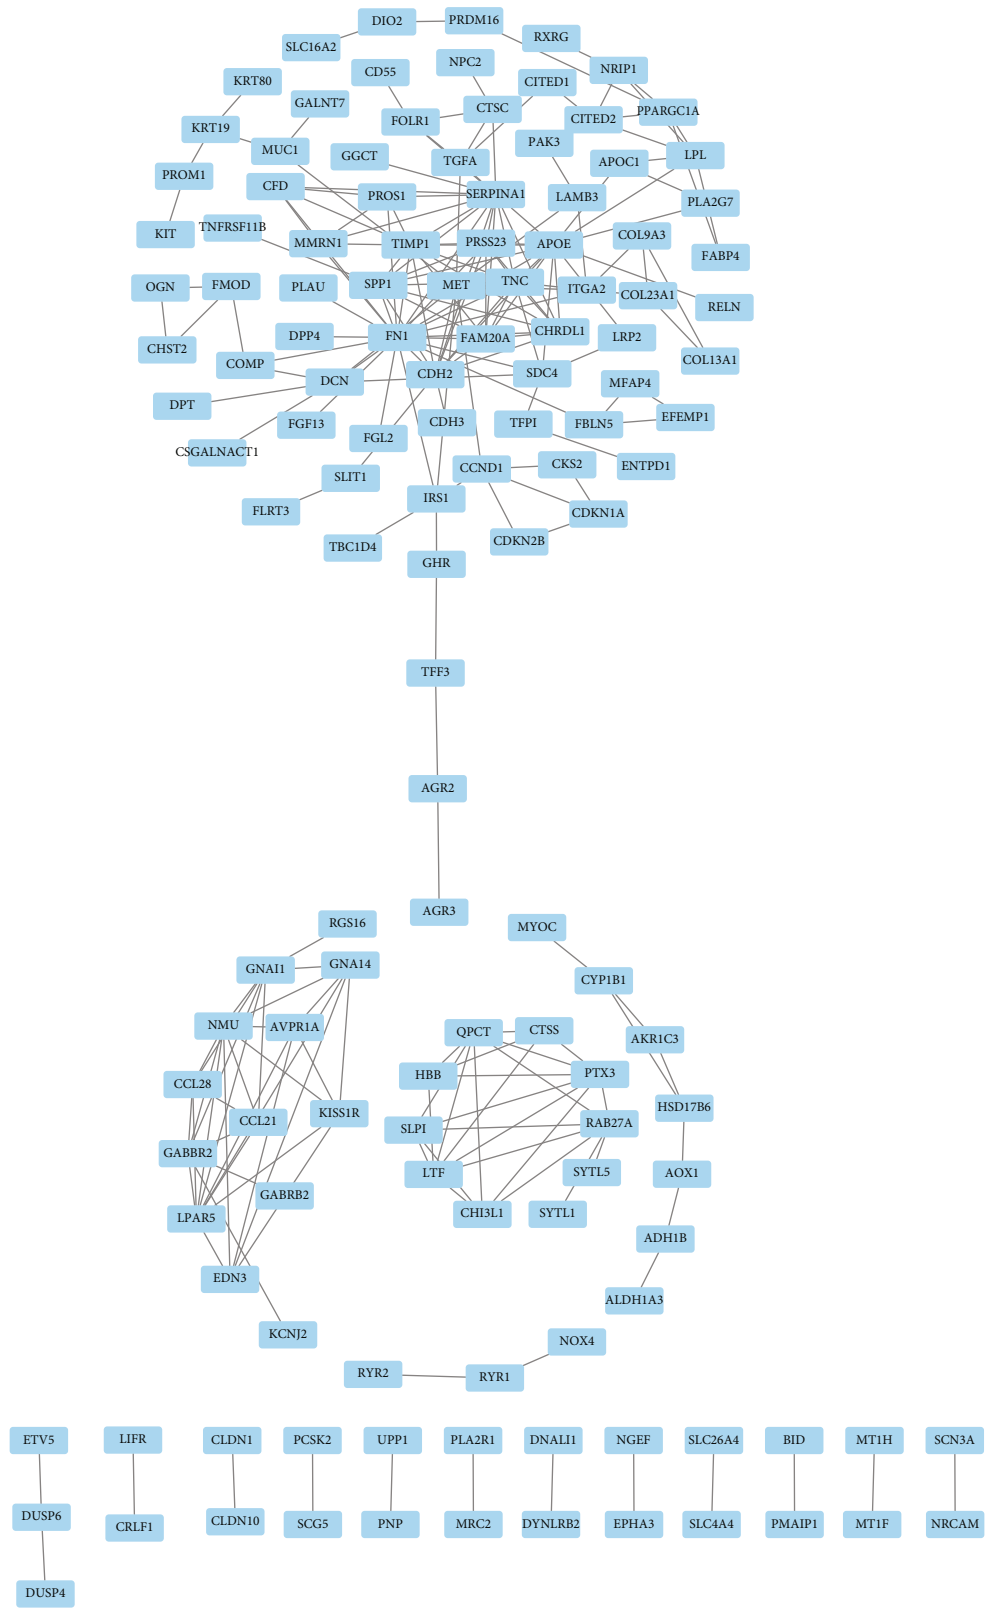 DIO2
PRDM16
SLC16A2
RXRG
NPC2
NRIP1
CD55
KRT80
CITED1
GALNT7
CTSC
PPARGC1A
FOLR1
CITED2
KRT19
PAK3
MUC1
GGCT
TGFA
APOC1
LPL
PROM1
CFD
PROS1
SERPINA1
LAMB3
PLA2G7
KIT
TNFRSF11B
MMRN1
TIMP1
PRSS23
APOE
COL9A3
FABP4
OGN
FMOD
PLAU
SPP1
MET
TNC
ITGA2
COL23A1
RELN
CHST2
DPP4
FN1
FAM20A
CHRDL1
LRP2
COL13A1
COMP
DCN
CDH2
SDC4
MFAP4
DPT
FGF13
CDH3
TFPI
FBLN5
EFEMP1
CSGALNACT1
FGL2
SLIT1
CCND1
CKS2
ENTPD1
FLRT3
IRS1
CDKN1A
TBC1D4
CDKN2B
GHR
TFF3
AGR2
AGR3
RGS16
MYOC
GNAI1
GNA14
CYP1B1
NMU
AVPR1A
QPCT
CTSS
AKR1C3
CCL28
HBB
PTX3
KISS1R
HSD17B6
CCL21
SLPI
RAB27A
GABBR2
LTF
SYTL5
AOX1
GABRB2
LPAR5
CHI3L1
SYTL1
ADH1B
EDN3
ALDH1A3
KCNJ2
NOX4
RYR2
RYR1
ETV5
LIFR
CLDN1
PCSK2
UPP1
PLA2R1
DNALI1
NGEF
SLC26A4
BID
MT1H
SCN3A
DUSP6
CRLF1
CLDN10
SCG5
PNP
MRC2
DYNLRB2
EPHA3
SLC4A4
PMAIP1
MT1F
NRCAM
DUSP4